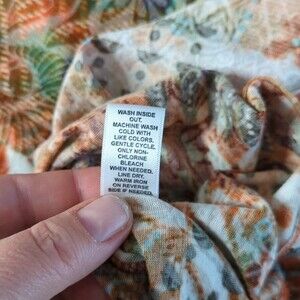 WASH INSIDE
OUT.
MACHINE WASH
COLD WITH
LIKE COLORS,
GENTLE CYCLE,
ONLY NON-
CHLORINE
BLEACH
WHEN NEEDED,
LINE DRY,
WARM IRON
ON REVERSE
SIDE IF NEEDED.